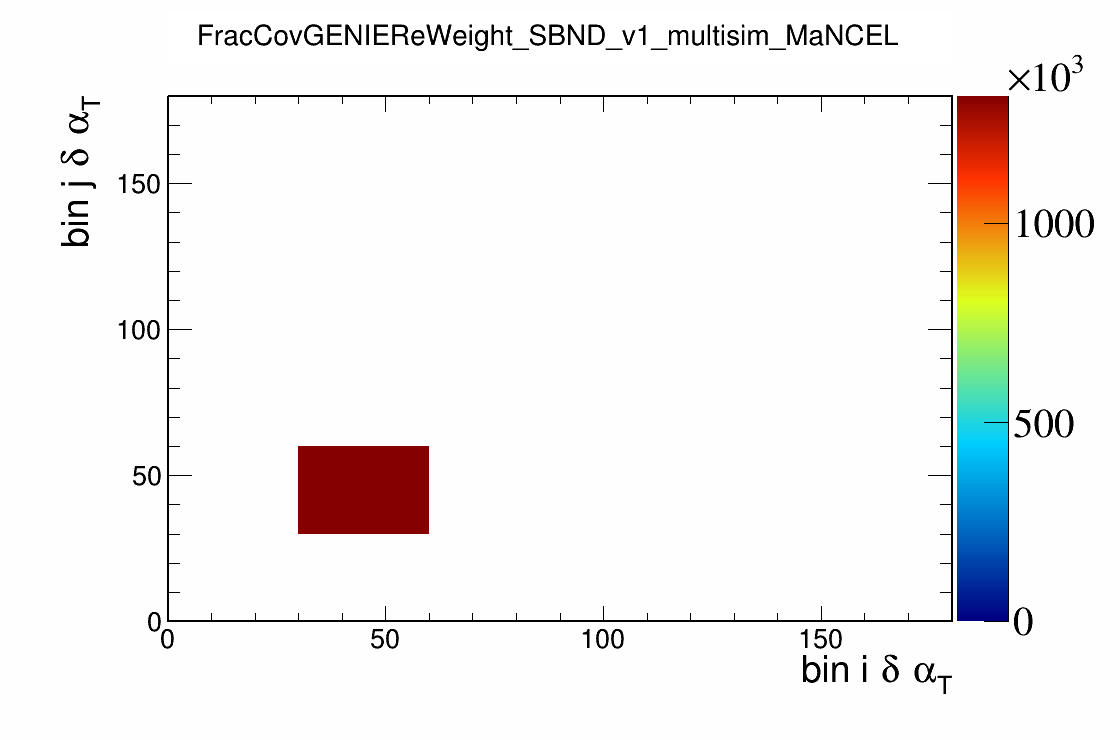 FracCovGENIEReWeight_SBND_v1_multisim_MaNCEL
×10³
bin j δ α_T
150
100
50
0
0 50 100 150
bin i δ α_T
1000
500
0